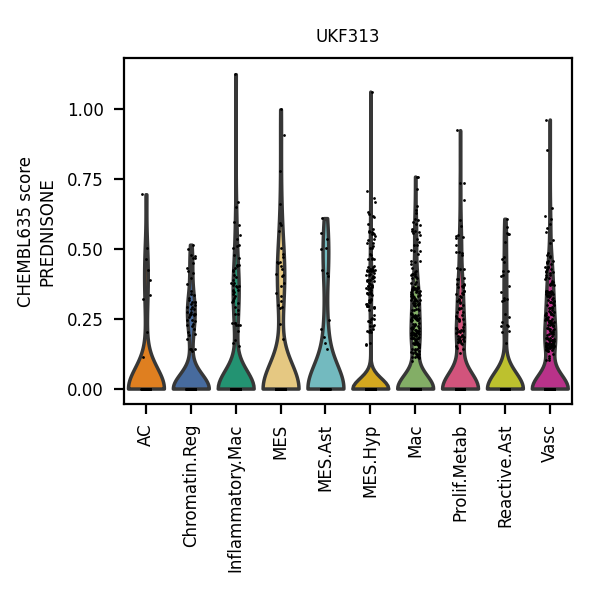 UKF313
CHEMBL635 score
PREDNISONE
1.00
0.75
0.50
0.25
0.00
AC
Chromatin.Reg
Inflammatory.Mac
MES
MES.Ast
MES.Hyp
Mac
Prolif.Metab
Reactive.Ast
Vasc